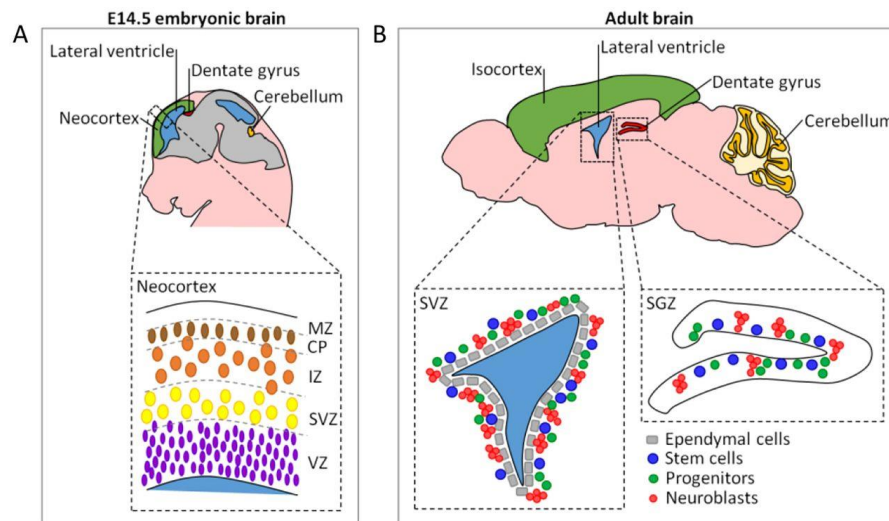 E14.5 embryonic brain
A
Lateral ventricle
Dentate gyrus
Neocortex
Cerebellum
Neocortex
MZ
CP
IZ
SVZ
VZ
Adult brain
B
Lateral ventricle
Isocortex
Dentate gyrus
Cerebellum
SVZ
SGZ
Ependymal cells
Stem cells
Progenitors
Neuroblasts